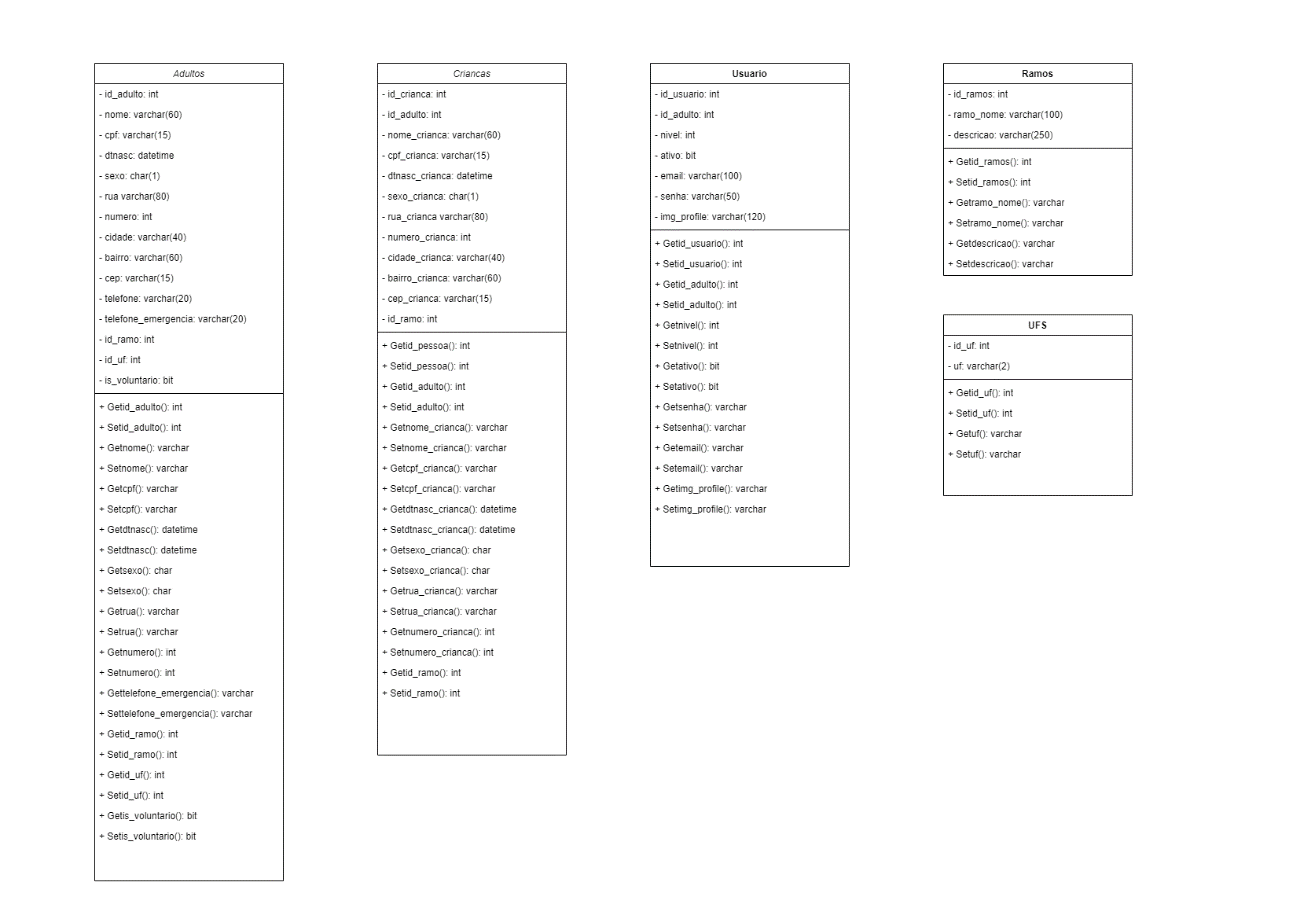 Adultos
- id_adulto: int
- nome: varchar(60)
- cpf: varchar(15)
- dtnasc: datetime
- sexo: char(1)
- rua varchar(80)
- numero: int
- cidade: varchar(40)
- bairro: varchar(60)
- cep: varchar(15)
- telefone: varchar(20)
- telefone_emergencia: varchar(20)
- id_ramo: int
- id_uf: int
- is_voluntario: bit
+ Getid_adulto(): int
+ Setid_adulto(): int
+ Getnome(): varchar
+ Setnome(): varchar
+ Getcpf(): varchar
+ Setcpf(): varchar
+ Getdtnasc(): datetime
+ Setdtnasc(): datetime
+ Getsexo(): char
+ Setsexo(): char
+ Getrua(): varchar
+ Setrua(): varchar
+ Getnumero(): int
+ Setnumero(): int
+ Gettelefone_emergencia(): varchar
+ Settelefone_emergencia(): varchar
+ Getid_ramo(): int
+ Setid_ramo(): int
+ Getid_uf(): int
+ Setid_uf(): int
+ Getis_voluntario(): bit
+ Setis_voluntario(): bit
Criancas
- id_crianca: int
- id_adulto: int
- nome_crianca: varchar(60)
- cpf_crianca: varchar(15)
- dtnasc_crianca: datetime
- sexo_crianca: char(1)
- rua_crianca varchar(80)
- numero_crianca: int
- cidade_crianca: varchar(40)
- bairro_crianca: varchar(60)
- cep_crianca: varchar(15)
- id_ramo: int
+ Getid_pessoa(): int
+ Setid_pessoa(): int
+ Getid_adulto(): int
+ Setid_adulto(): int
+ Getnome_crianca(): varchar
+ Setnome_crianca(): varchar
+ Getcpf_crianca(): varchar
+ Setcpf_crianca(): varchar
+ Getdtnasc_crianca(): datetime
+ Setdtnasc_crianca(): datetime
+ Getsexo_crianca(): char
+ Setsexo_crianca(): char
+ Getrua_crianca(): varchar
+ Setrua_crianca(): varchar
+ Getnumero_crianca(): int
+ Setnumero_crianca(): int
+ Getid_ramo(): int
+ Setid_ramo(): int
Usuario
- id_usuario: int
- id_adulto: int
- nivel: int
- ativo: bit
- email: varchar(100)
- senha: varchar(50)
- img_profile: varchar(120)
+ Getid_usuario(): int
+ Setid_usuario(): int
+ Getid_adulto(): int
+ Setid_adulto(): int
+ Getnivel(): int
+ Setnivel(): int
+ Getativo(): bit
+ Setativo(): bit
+ Getsenha(): varchar
+ Setsenha(): varchar
+ Getemail(): varchar
+ Setemail(): varchar
+ Getimg_profile(): varchar
+ Setimg_profile(): varchar
Ramos
- id_ramos: int
- ramo_nome: varchar(100)
- descricao: varchar(250)
+ Getid_ramos(): int
+ Setid_ramos(): int
+ Getramo_nome(): varchar
+ Setramo_nome(): varchar
+ Getdescricao(): varchar
+ Setdescricao(): varchar
UFS
- id_uf: int
- uf: varchar(2)
+ Getid_uf(): int
+ Setid_uf(): int
+ Getuf(): varchar
+ Setuf(): varchar